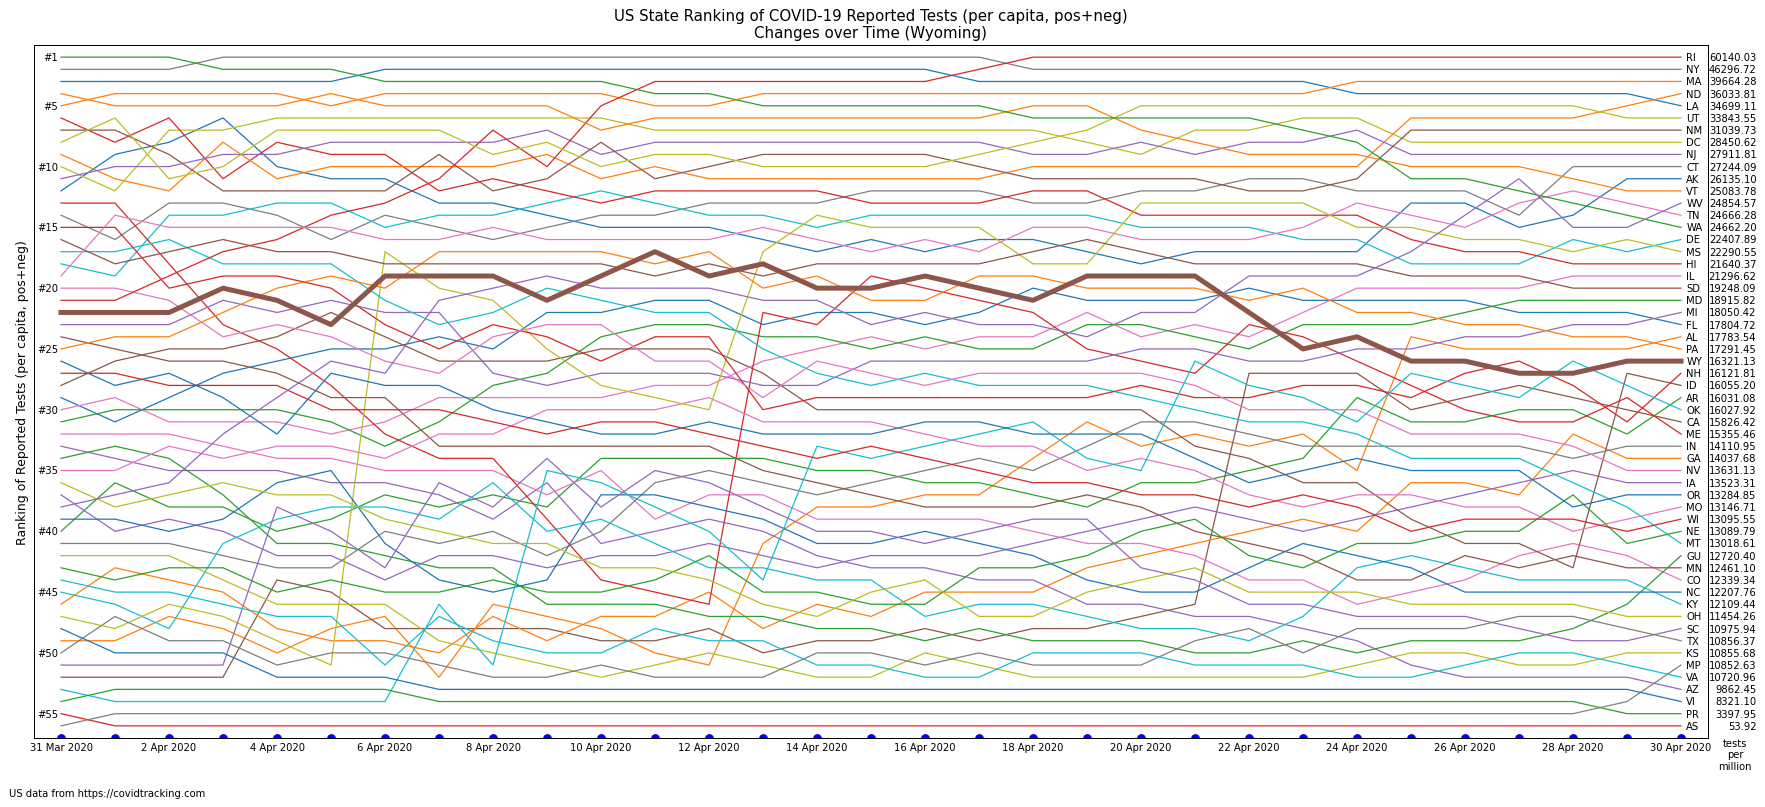 US State Ranking of COVID-19 Reported Tests (per capita, pos+neg)
Changes over Time (Wyoming)
Ranking of Reported Tests (per capita, pos+neg)
#1
#5
#10
#15
#20
#25
#30
#35
#40
#45
#50
#55
RI 60140.03
NY 46296.72
MA 39664.28
ND 36033.81
LA 34699.11
UT 33843.55
NM 31039.73
DC 28450.62
NJ 27911.81
CT 27244.09
AK 26135.10
VT 25083.78
WV 24854.57
TN 24666.28
WA 24662.20
DE 22407.89
MS 22290.55
HI 21640.37
IL 21296.62
SD 19248.09
MD 18915.82
MI 18050.42
FL 17804.72
AL 17783.54
PA 17291.45
WY 16321.13
NH 16121.81
ID 16055.20
AR 16031.08
OK 16027.92
CA 15826.42
ME 15355.46
IN 14110.95
GA 14037.68
NV 13631.13
IA 13523.31
OR 13284.85
MO 13146.71
WI 13095.55
NE 13089.79
MT 13018.61
GU 12720.40
MN 12461.10
CO 12339.34
NC 12207.76
KY 12109.44
OH 11454.26
SC 10975.94
TX 10856.37
KS 10855.68
MP 10852.63
VA 10720.96
AZ 9862.45
VI 8321.10
PR 3397.95
AS 53.92
31 Mar 2020 2 Apr 2020 4 Apr 2020 6 Apr 2020 8 Apr 2020 10 Apr 2020 12 Apr 2020 14 Apr 2020 16 Apr 2020 18 Apr 2020 20 Apr 2020 22 Apr 2020 24 Apr 2020 26 Apr 2020 28 Apr 2020 30 Apr 2020
tests
per
million
US data from https://covidtracking.com